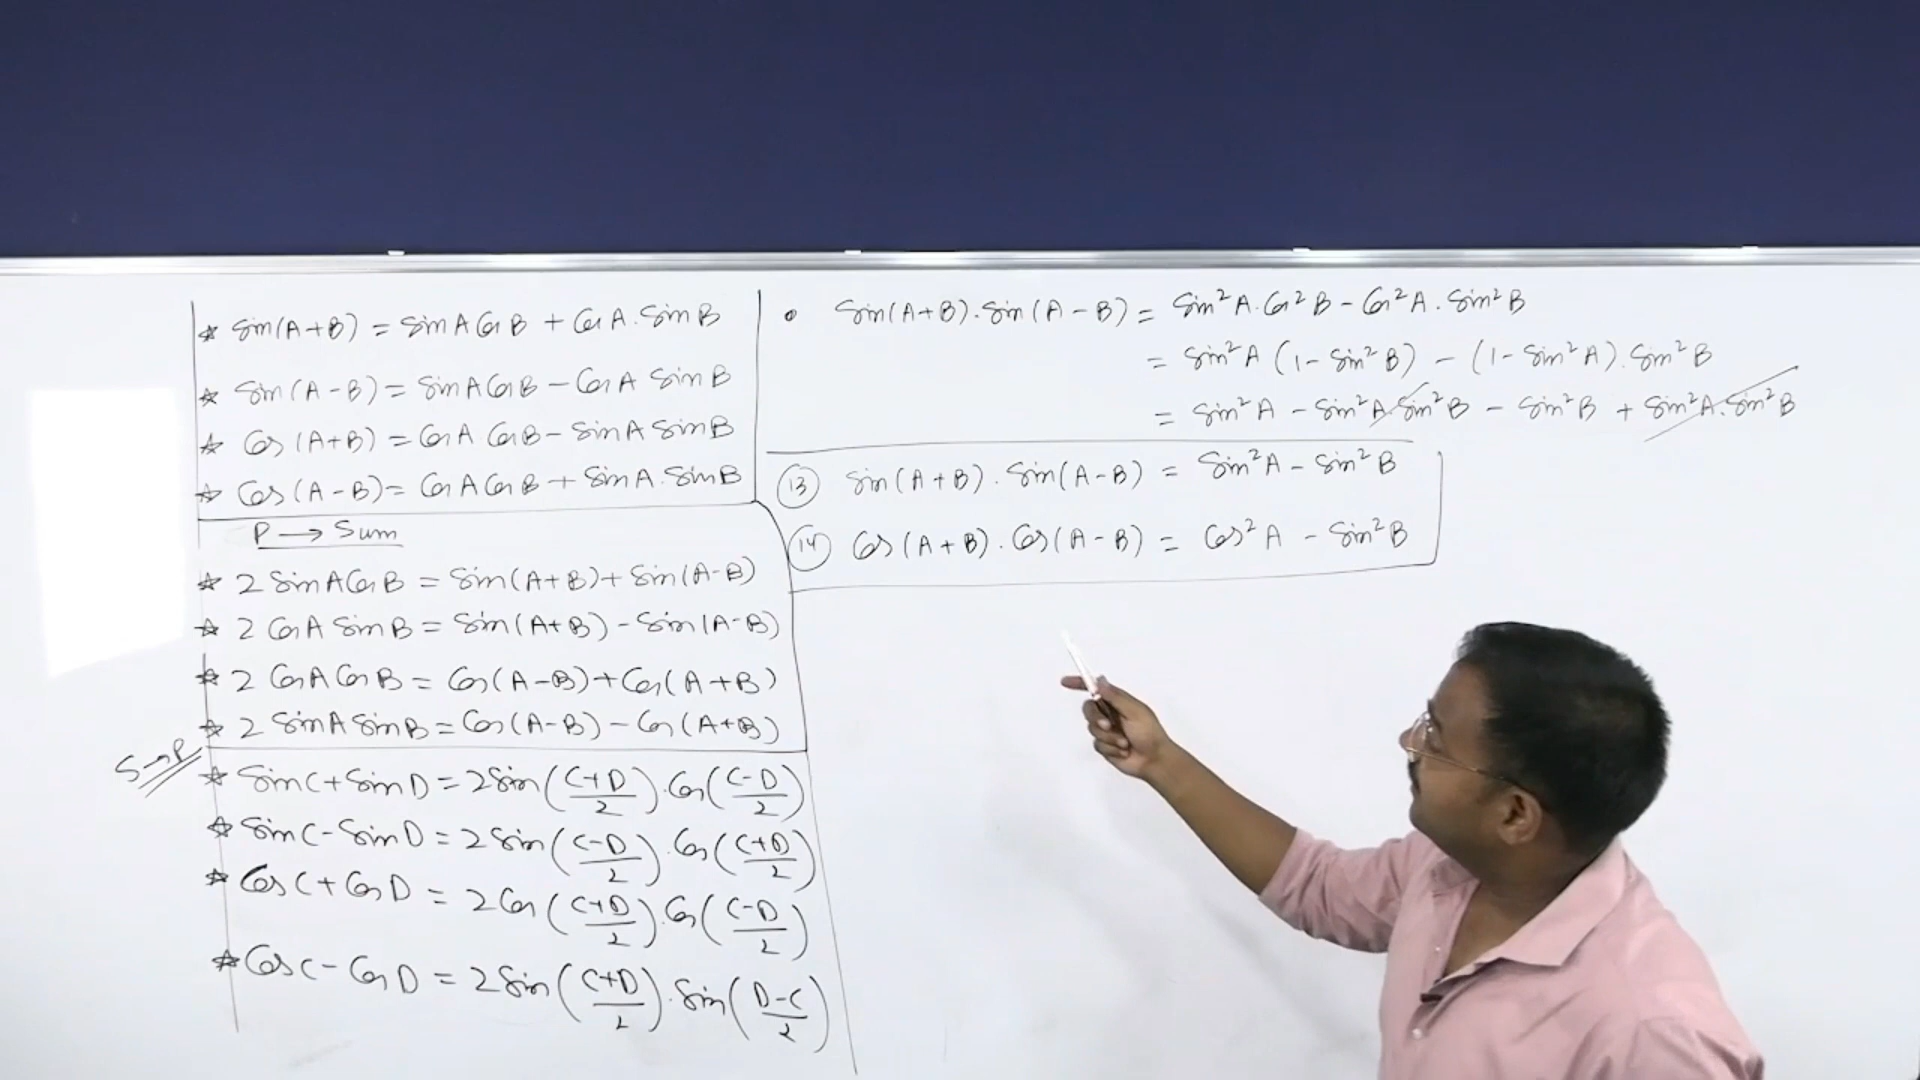 ☆ Sin(A+B) = SinA CosB + CosA.SinB
☆ Sin(A-B) = SinA CosB - CosA SinB
☆ Cos(A+B) = CosA CosB - SinA SinB
☆ Cos(A-B) = CosA CosB + SinA.SinB
P → Sum
☆ 2 SinA CosB = Sin(A+B) + Sin(A-B)
☆ 2 CosA SinB = Sin(A+B) - Sin(A-B)
☆ 2 CosA CosB = Cos(A-B) + Cos(A+B)
☆ 2 SinA SinB = Cos(A-B) - Cos(A+B)
S→P
☆ SinC + SinD = 2Sin((C+D)/2).Cos((C-D)/2)
☆ SinC - SinD = 2Sin((C-D)/2).Cos((C+D)/2)
☆ CosC + CosD = 2Cos((C+D)/2).Cos((C-D)/2)
☆ CosC - CosD = 2Sin((C+D)/2).Sin((D-C)/2)
• Sin(A+B).Sin(A-B) = Sin²A.Cos²B - Cos²A.Sin²B
= Sin²A (1-Sin²B) - (1-Sin²A).Sin²B
= Sin²A - Sin²A.Sin²B - Sin²B + Sin²A.Sin²B
(13) Sin(A+B).Sin(A-B) = Sin²A - Sin²B
(14) Cos(A+B).Cos(A-B) = Cos²A - Sin²B